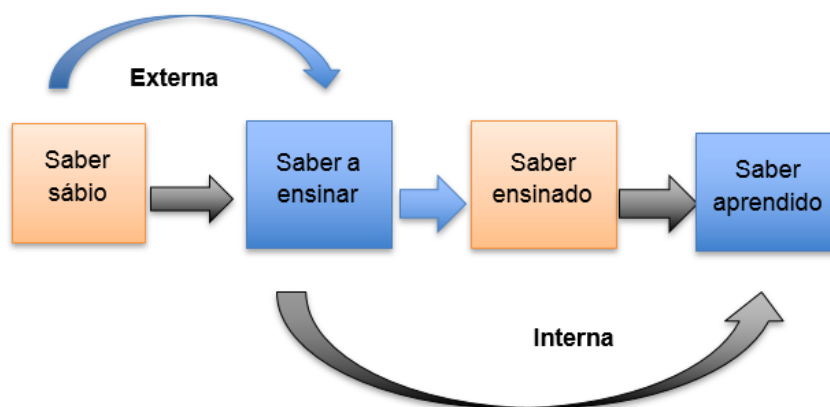 Externa
Saber
sábio
Saber a
ensinar
Saber
ensinado
Saber
aprendido
Interna